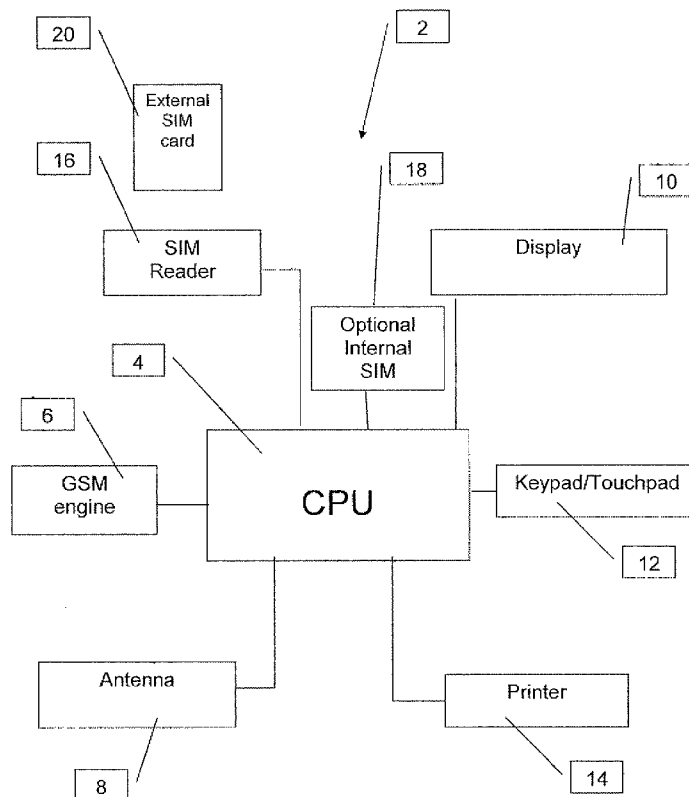 20
2
External
SIM
card
16
18
10
SIM
Reader
Display
Optional
Internal
SIM
4
6
GSM
engine
CPU
Keypad/Touchpad
12
Antenna
Printer
8
14